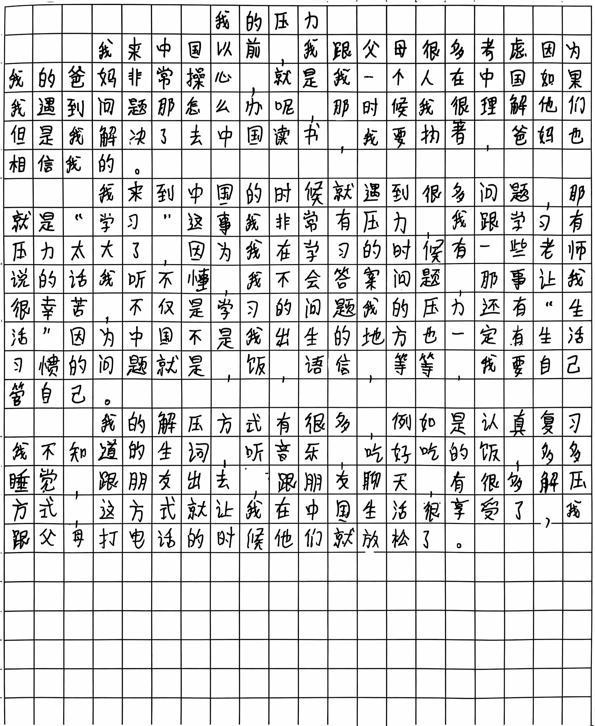 我的压力
我来中国以前，我跟父母很多考虑因为
我的爸妈非常操心，就是我一个人在中国如果
我遇到问题那怎么办呢，那时候我很理解他们
但是我解决了去中国读书，我要抅著，爸妈也
相信我的。
我来到中国的时候就遇到很多问题，那
就是“学习”这事我非常有压力，我跟学习有
压力太大了，因为我在学习的时候有一些老师
说的话我听不懂，我不会答案问题，那事让我
很幸苦，不仅是学习的问题我的压力还有“生
活”因为中国不是我出生的地方也一定有生活
习惯的问题就是，饭，语信，等等，我要自己
管自己。
我的解压方式有很多，例如是认真复习
我不知道的生词，听音乐，吃好吃的饭，多多
睡觉，跟朋友出去，跟朋友聊天，有很多解压
方式，这方式就让我在中国生活很享受了，我
跟父母打电话的时候他们就放松了。